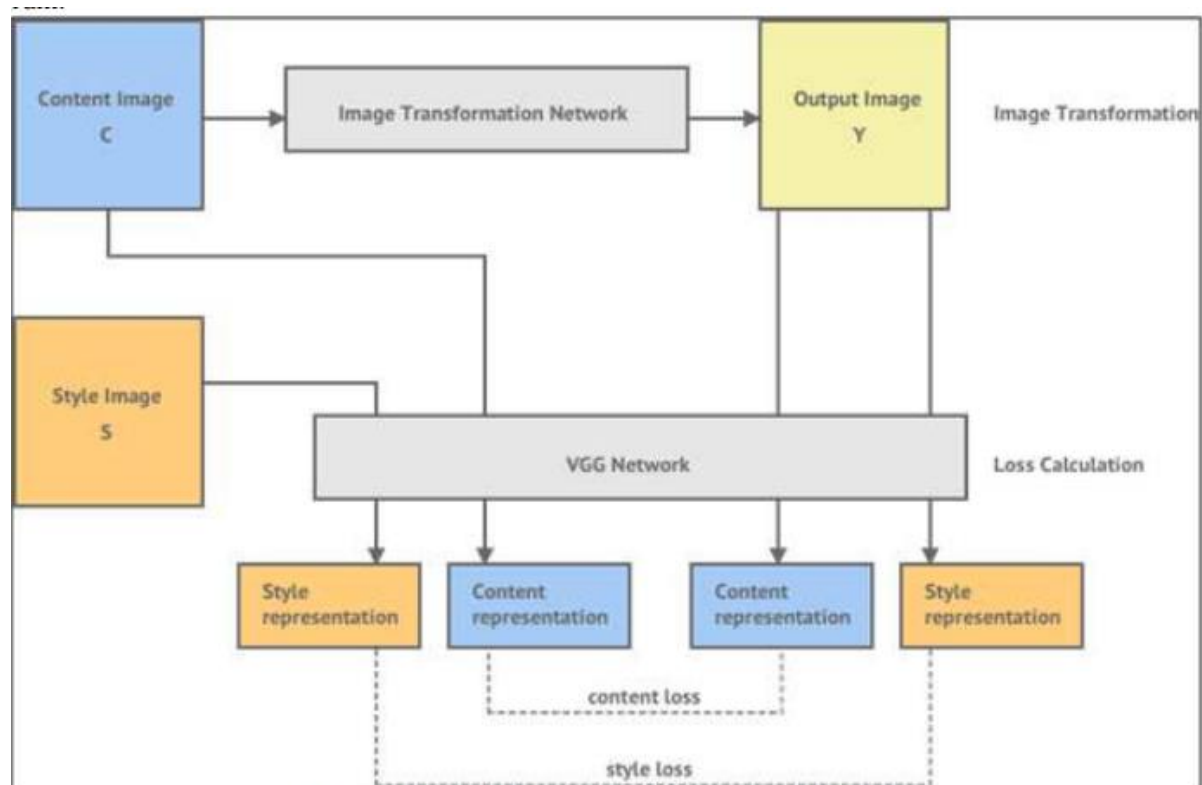 Content Image
C
Image Transformation Network
Output Image
Y
Image Transformation
Style Image
S
VGG Network
Loss Calculation
Style
representation
Content
representation
Content
representation
Style
representation
content loss
style loss